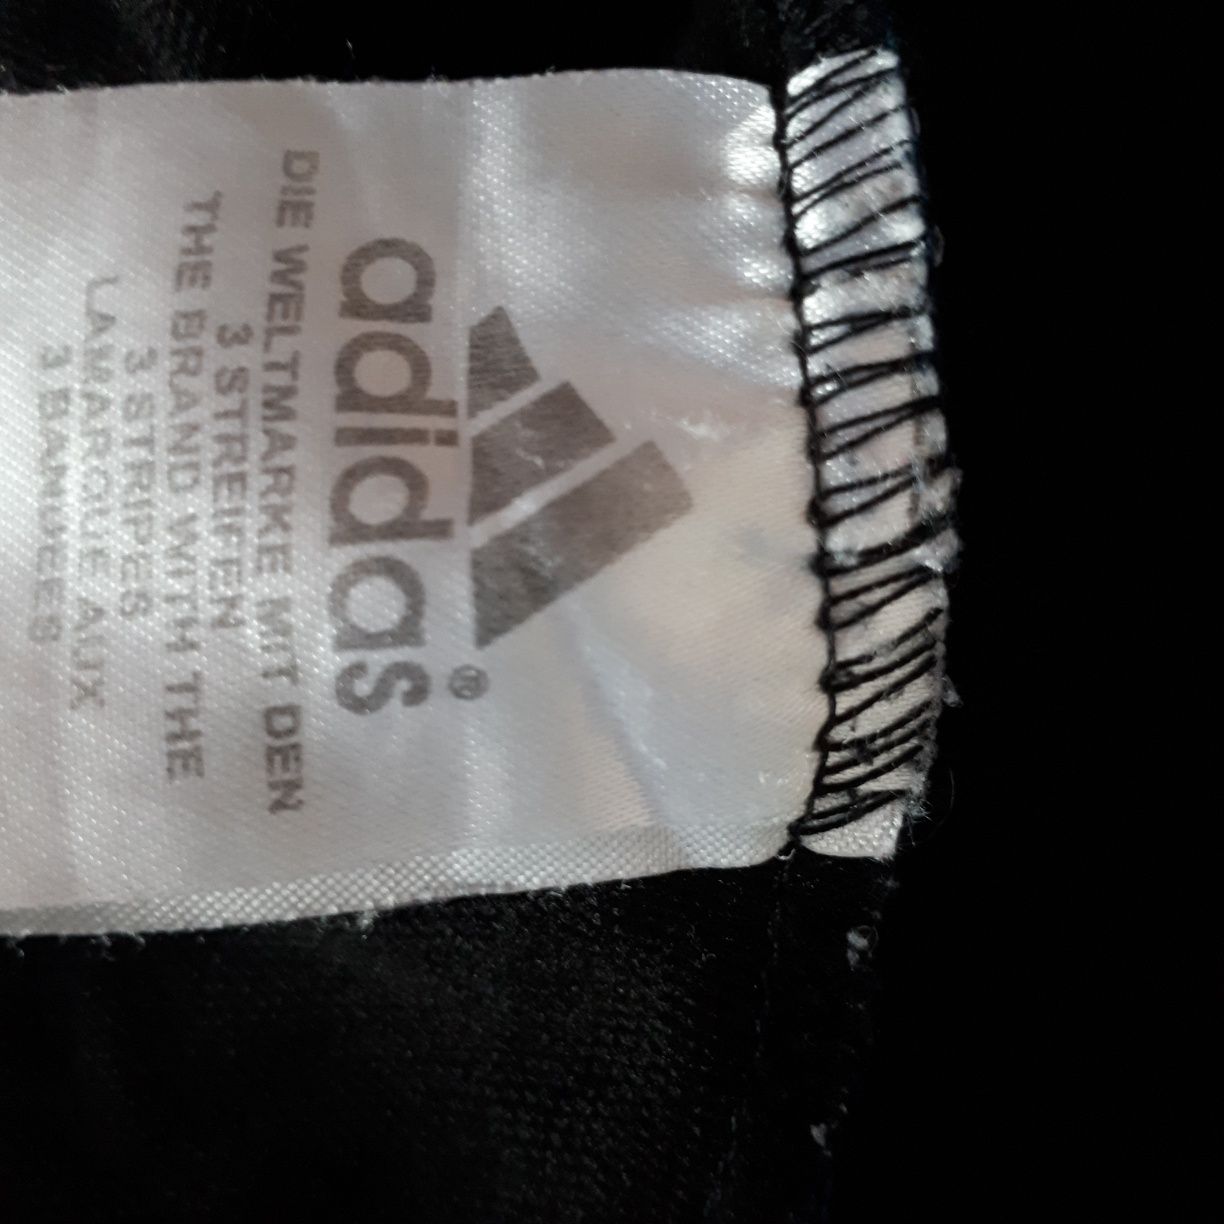 adidas®
DIE WELTMARKE MIT DEN
3 STREIFEN
THE BRAND WITH THE
3 STRIPES
LA MARQUE AUX
3 BANDES